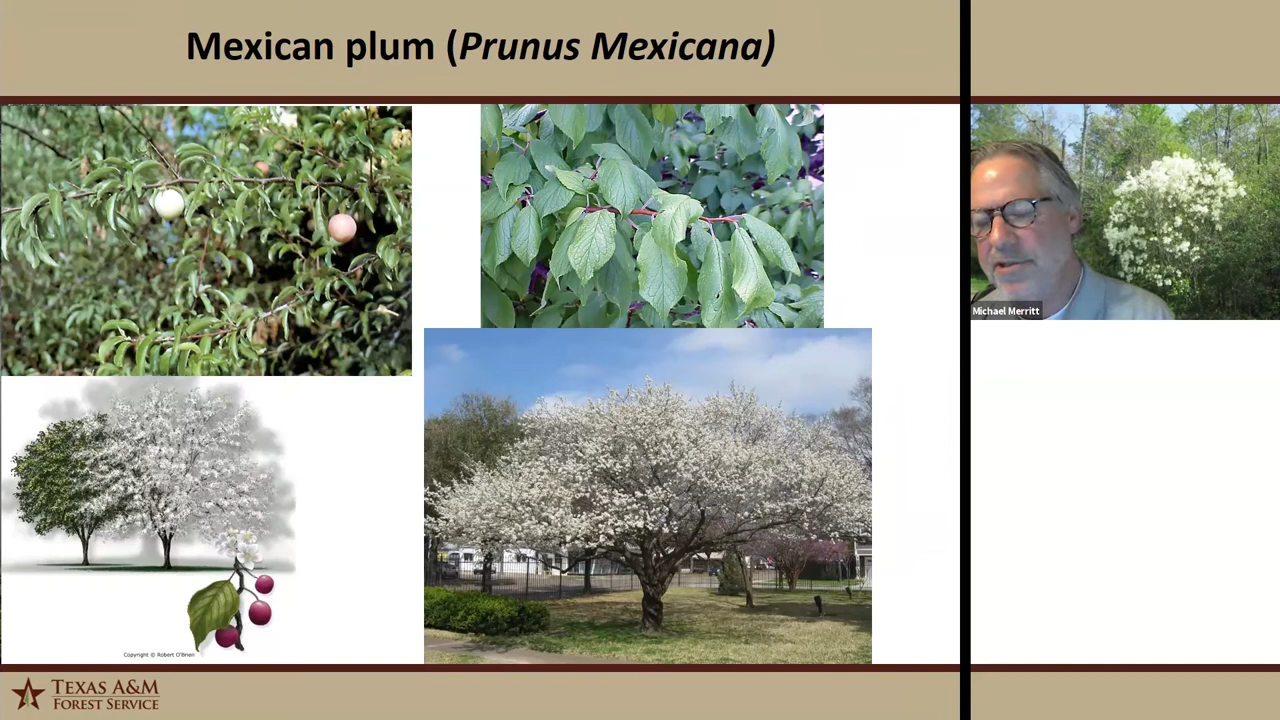 Mexican plum (Prunus Mexicana)
Michael Merritt
Copyright © Robert O'Brien
TEXAS A&M
FOREST SERVICE